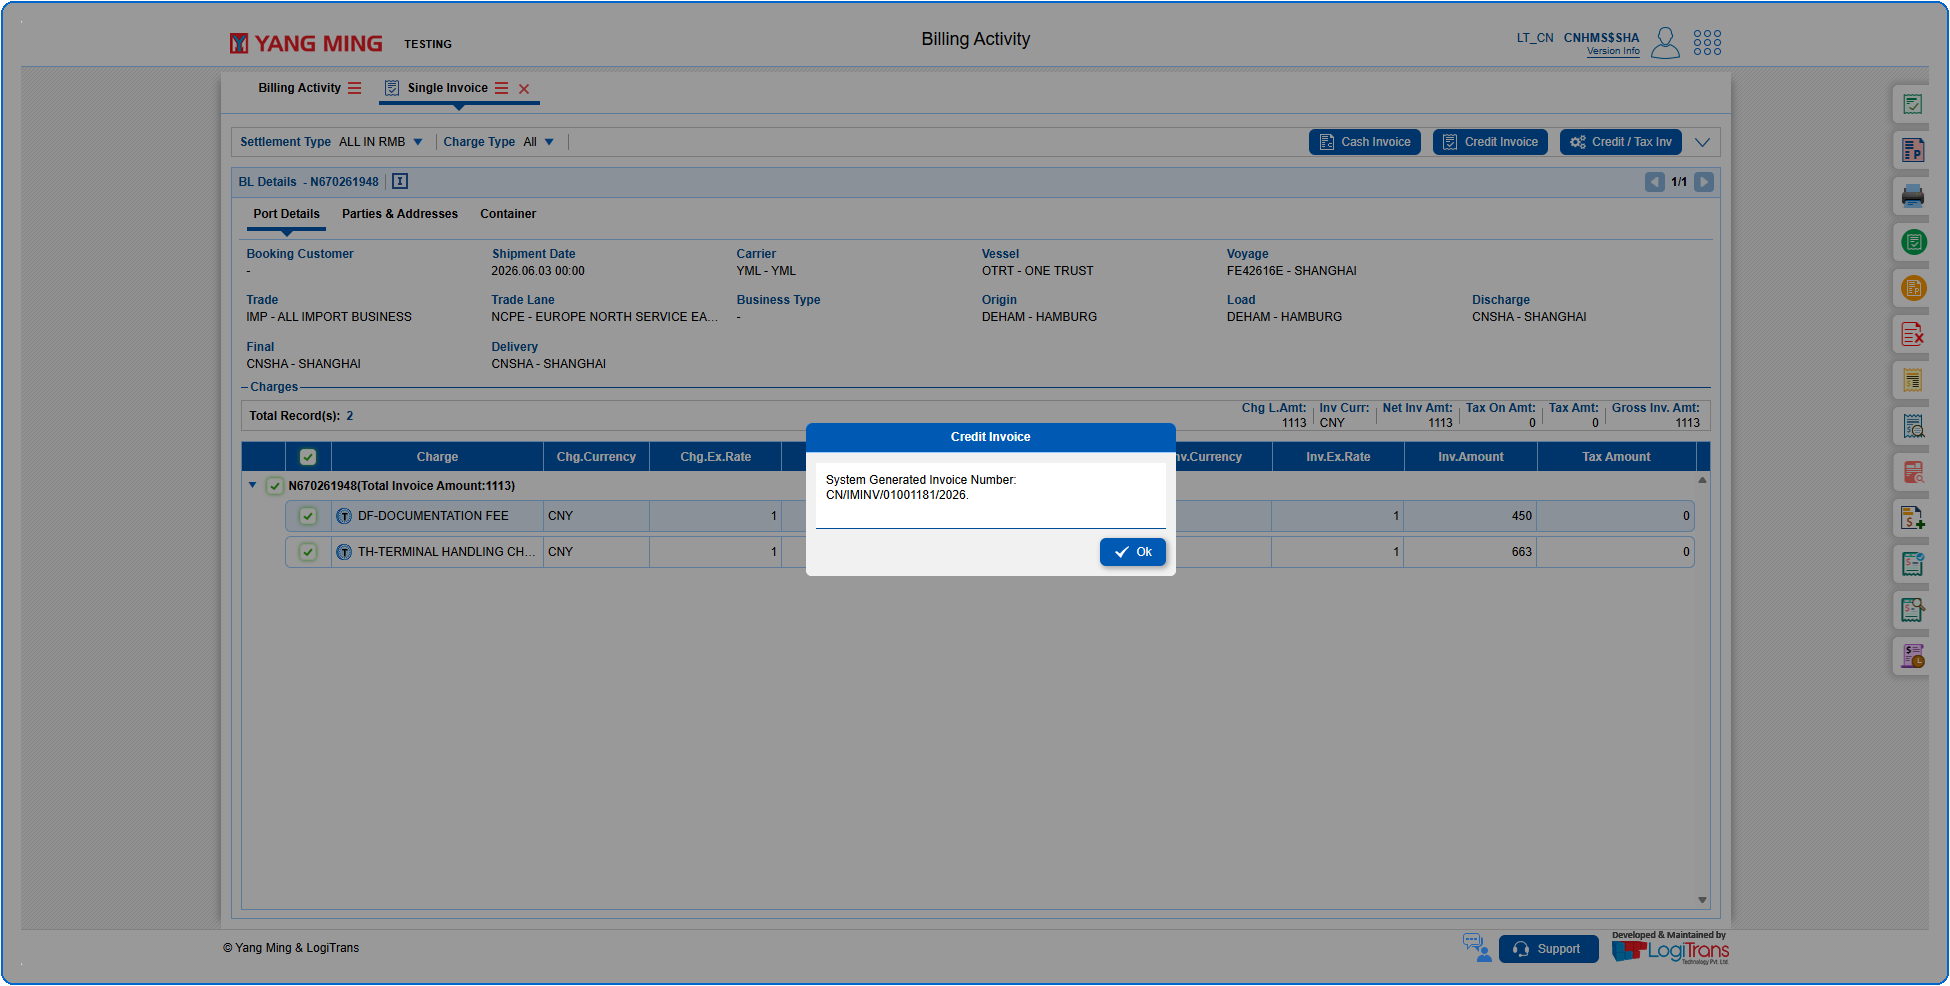 YANG MING TESTING
Billing Activity
LT_CN CNHMS$SHA
Version Info
Billing Activity
Single Invoice
Settlement Type ALL IN RMB
Charge Type All
Cash Invoice
Credit Invoice
Credit / Tax Inv
BL Details - N670261948
1/1
Port Details
Parties & Addresses
Container
Booking Customer
-
Shipment Date
2026.06.03 00:00
Carrier
YML - YML
Vessel
OTRT - ONE TRUST
Voyage
FE42616E - SHANGHAI
Trade
IMP - ALL IMPORT BUSINESS
Trade Lane
NCPE - EUROPE NORTH SERVICE EA...
Business Type
-
Origin
DEHAM - HAMBURG
Load
DEHAM - HAMBURG
Discharge
CNSHA - SHANGHAI
Final
CNSHA - SHANGHAI
Delivery
CNSHA - SHANGHAI
Charges
Total Record(s): 2
Chg L.Amt: 1113
Inv Curr: CNY
Net Inv Amt: 1113
Tax On Amt: 0
Tax Amt: 0
Gross Inv. Amt: 1113
Charge Chg.Currency Chg.Ex.Rate nv.Currency Inv.Ex.Rate Inv.Amount Tax Amount
N670261948(Total Invoice Amount:1113)
DF-DOCUMENTATION FEE CNY 1 1 450 0
TH-TERMINAL HANDLING CH... CNY 1 1 663 0
Credit Invoice
System Generated Invoice Number:
CN/IMINV/01001181/2026.
Ok
© Yang Ming & LogiTrans
Support
Developed & Maintained by
LogiTrans
Technology Pvt. Ltd.